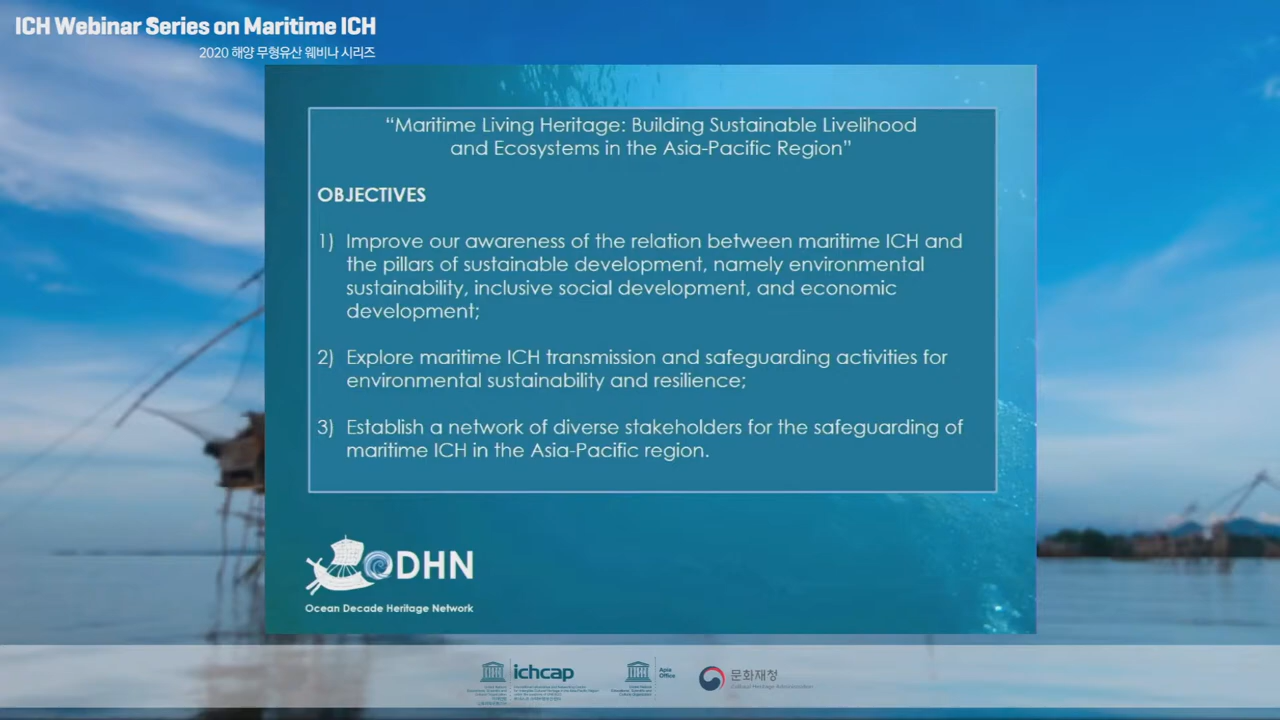 ICH Webinar Series on Maritime ICH
2020 해양 무형유산 웨비나 시리즈
“Maritime Living Heritage: Building Sustainable Livelihood
and Ecosystems in the Asia-Pacific Region”
OBJECTIVES
1) Improve our awareness of the relation between maritime ICH and
the pillars of sustainable development, namely environmental
sustainability, inclusive social development, and economic
development;
2) Explore maritime ICH transmission and safeguarding activities for
environmental sustainability and resilience;
3) Establish a network of diverse stakeholders for the safeguarding of
maritime ICH in the Asia-Pacific region.
ODHN
Ocean Decade Heritage Network
ichcap
Asia
Office
문화재청
Cultural Heritage Administration